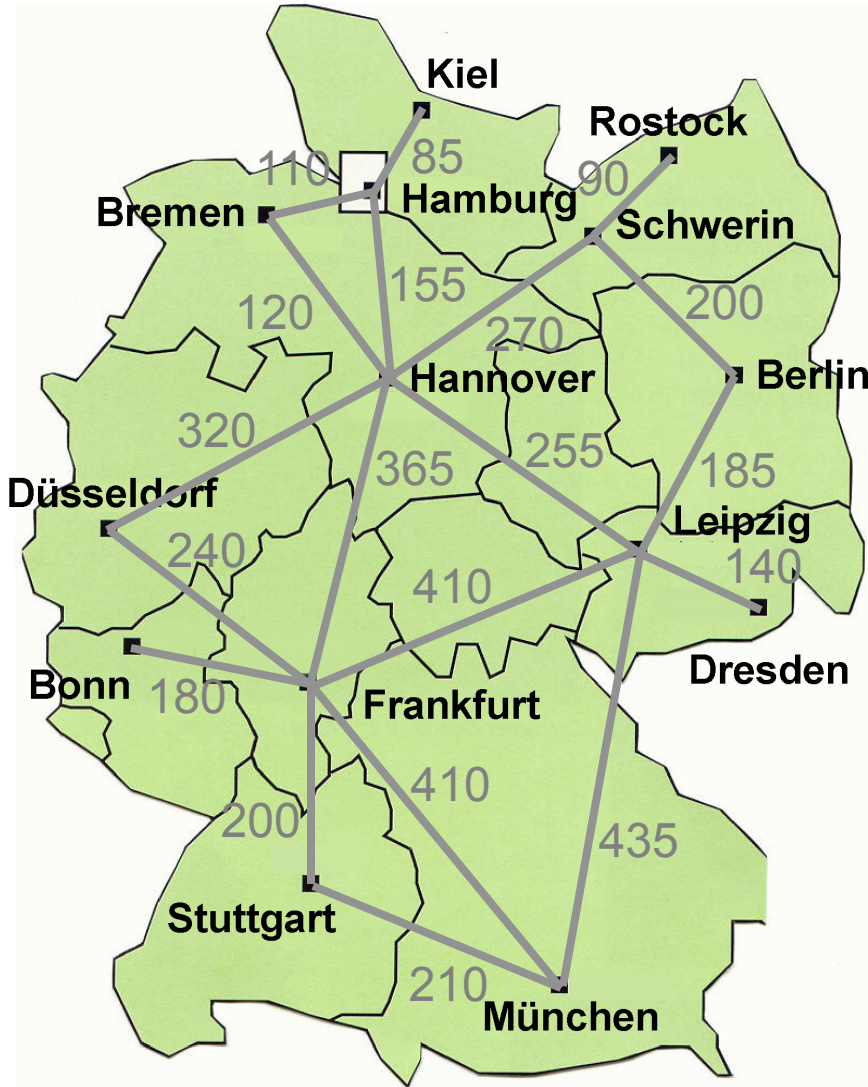 Kiel
Rostock
110
85
90
Bremen
Hamburg
Schwerin
155
200
120
270
Hannover
Berlin
320
365
255
185
Düsseldorf
Leipzig
240
410
140
Bonn
180
Dresden
Frankfurt
200
410
435
Stuttgart
210
München